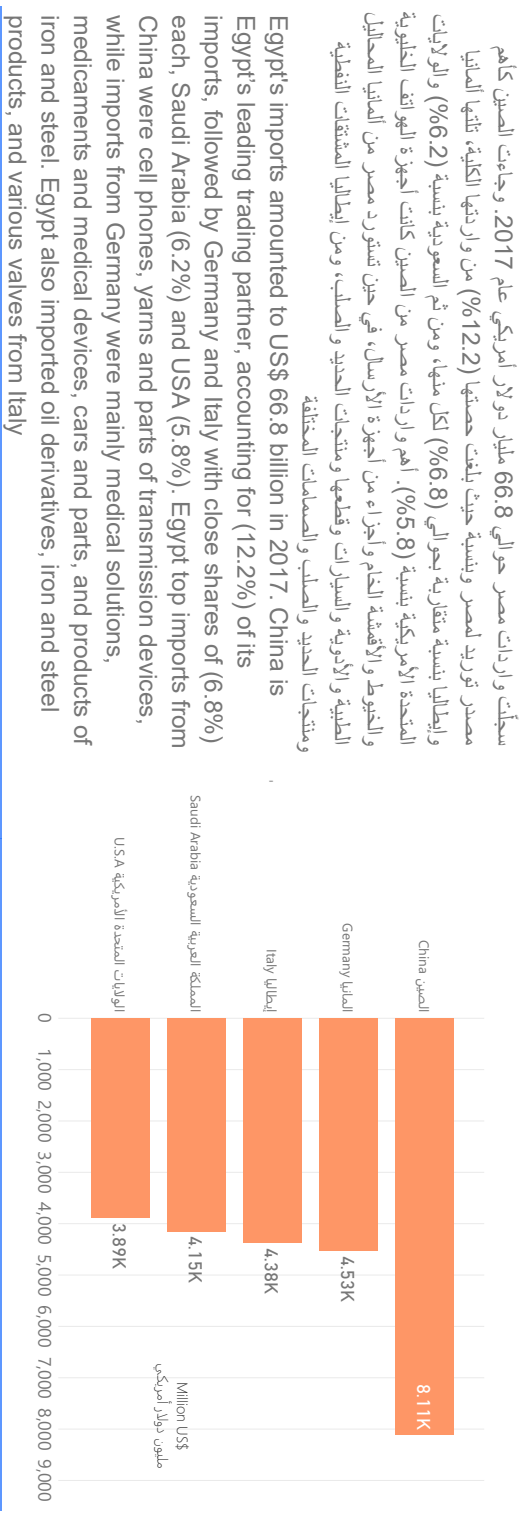 سجلّت واردات مصر حوالي 66.8 مليار دولار أمريكي عام 2017. وجاءت الصين كأهم
مصدر توريد لمصر وبنسبة حيث بلغت حصتها (12.2%) من واردتها الكلية، تلتها ألمانيا
وإيطاليا بنسبة متقاربة بحوالي (6.8%) لكل منها، ومن ثم السعودية بنسبة (6.2%) والولايات
المتحدة الأمريكية بنسبة (5.8%). أهم واردات مصر من الصين كانت أجهزة الهواتف الخليوية
والخيوط والأقمشة الخام وأجزاء من أجهزة الأرسال، في حين تستورد مصر من ألمانيا المحاليل
الطبية والأدوية والسيارات وقطعها ومنتجات الحديد والصلب، ومن إيطاليا المشتقات النفطية
ومنتجات الحديد والصلب والصمامات المختلفة
Egypt's imports amounted to US$ 66.8 billion in 2017. China is
Egypt's leading trading partner, accounting for (12.2%) of its
imports, followed by Germany and Italy with close shares of (6.8%)
each, Saudi Arabia (6.2%) and USA (5.8%). Egypt top imports from
China were cell phones, yarns and parts of transmission devices,
while imports from Germany were mainly medical solutions,
medicaments and medical devices, cars and parts, and products of
iron and steel. Egypt also imported oil derivatives, iron and steel
products, and various valves from Italy
الصين China
8.11K
المانيا Germany
4.53K
إيطاليا Italy
4.38K
المملكة العربية السعودية Saudi Arabia
4.15K
الولايات المتحدة الأمريكية U.S.A
3.89K
Million US$
مليون دولار أمريكي
0 1,000 2,000 3,000 4,000 5,000 6,000 7,000 8,000 9,000